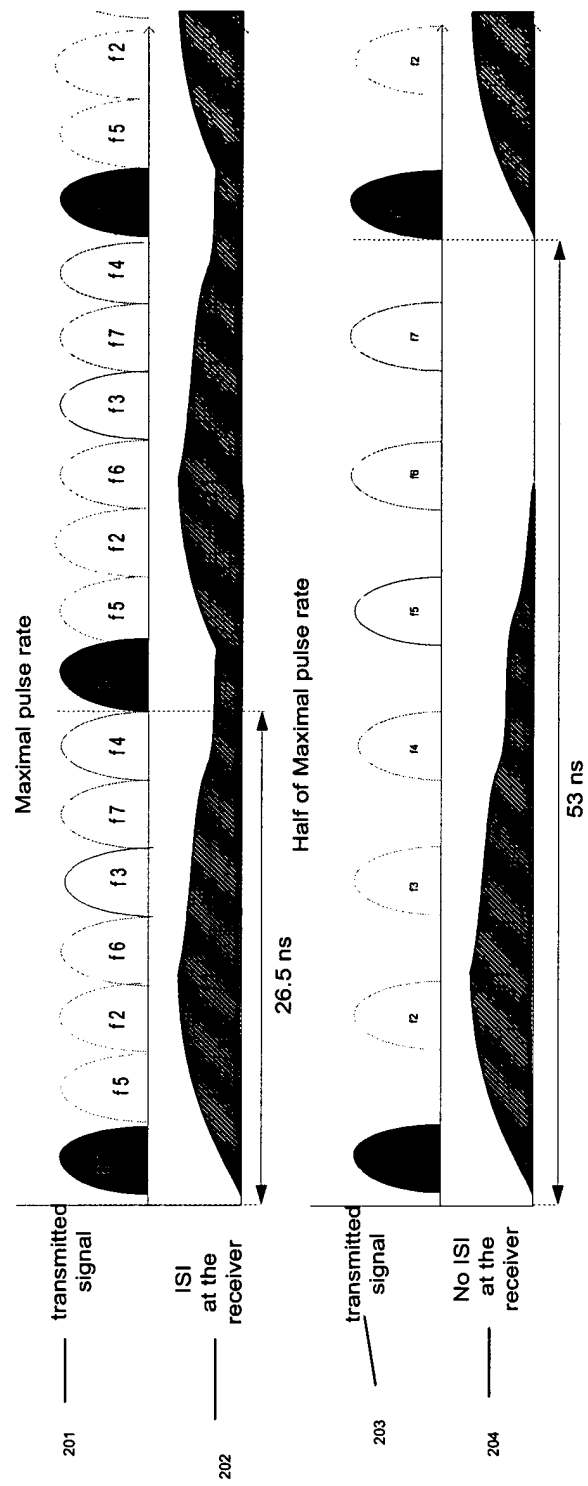 Maximal pulse rate
201
transmitted
signal
f5 f2 f6 f3 f7 f4 f5 f2 f6 f3 f7 f4 f5 f2
202
ISI
at the
receiver
26.5 ns
Half of Maximal pulse rate
203
transmitted
signal
f2 f3 f4 f5 f6 f7 f2
204
No ISI
at the
receiver
53 ns